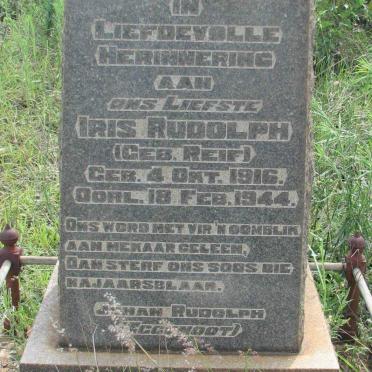 IN
LIEFDEVOLLE
HERINNERING
AAN
ONS LIEFSTE
IRIS RUDOLPH
(GEB. REIF)
GEB. 4 OKT. 1916.
OORL. 18 FEB. 1944.
ONS WORD NET VIR 'N OOMBLIK
AAN MEKAAR GELEEN,
DAN STERF ONS SOOS DIE
NAJAARSBLAAR.
JOHAN RUDOLPH
(EGGENOOT)